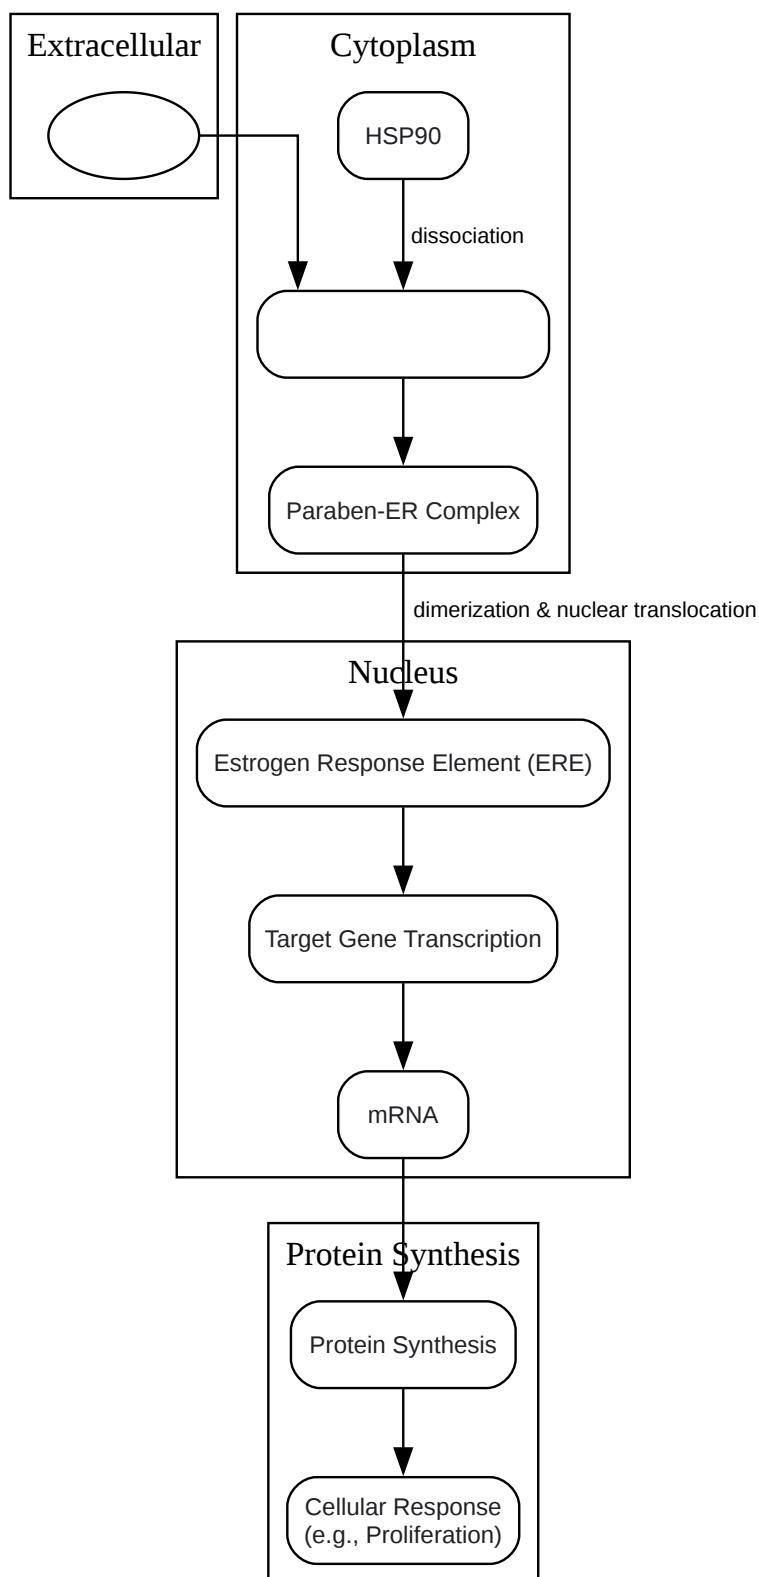 Extracellular
Cytoplasm
HSP90
dissociation
Paraben-ER Complex
dimerization & nuclear translocation
Nucleus
Estrogen Response Element (ERE)
Target Gene Transcription
mRNA
Protein Synthesis
Protein Synthesis
Cellular Response
(e.g., Proliferation)